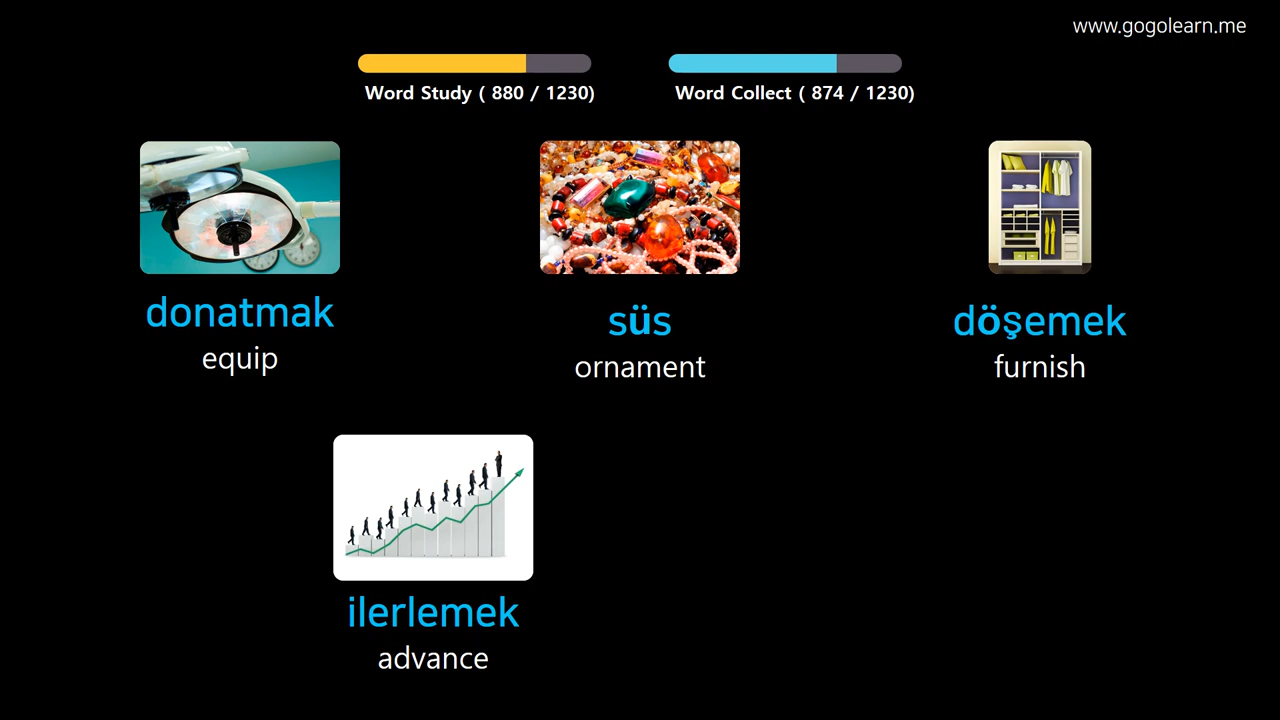 www.gogolearn.me
Word Study ( 880 / 1230)
Word Collect ( 874 / 1230)
donatmak
equip
süs
ornament
döşemek
furnish
ilerlemek
advance